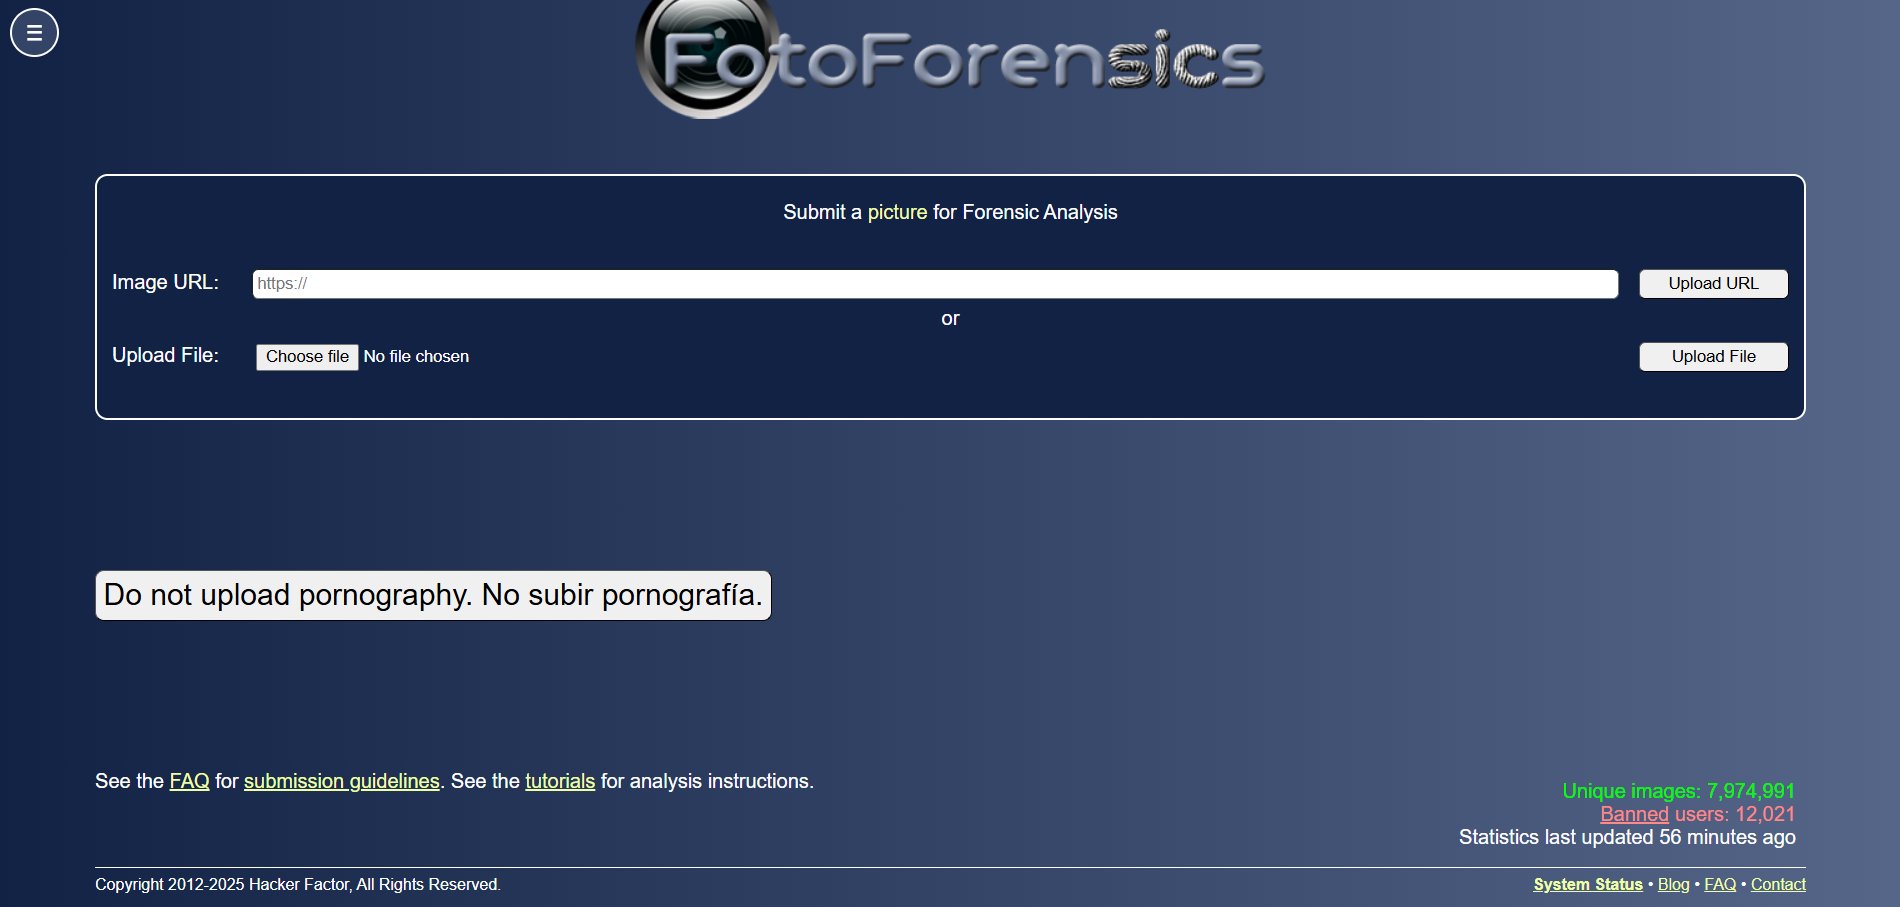 FotoForensics
Submit a picture for Forensic Analysis
Image URL: https:// Upload URL
or
Upload File: Choose file No file chosen Upload File
Do not upload pornography. No subir pornografía.
See the FAQ for submission guidelines. See the tutorials for analysis instructions.
Unique images: 7,974,991
Banned users: 12,021
Statistics last updated 56 minutes ago
Copyright 2012-2025 Hacker Factor, All Rights Reserved. System Status • Blog • FAQ • Contact